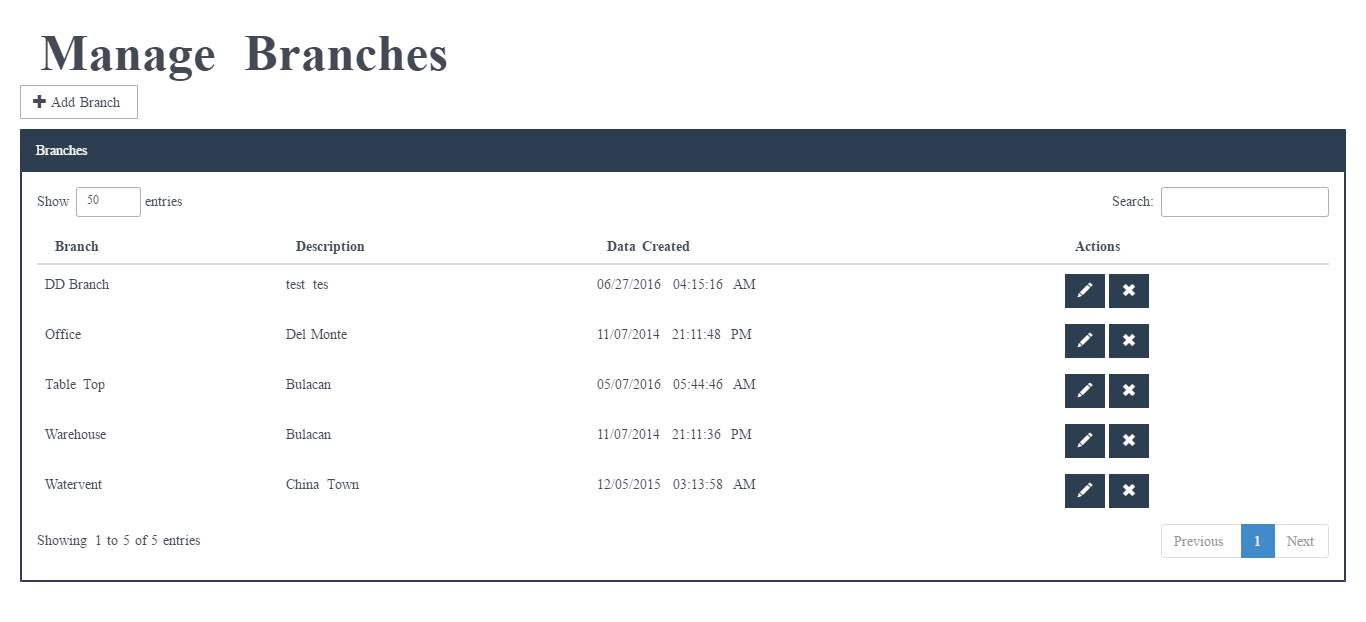 Manage Branches
Add Branch
Branches
Show 50 entries Search:
Branch Description Data Created Actions
DD Branch test tes 06/27/2016 04:15:16 AM
Office Del Monte 11/07/2014 21:11:48 PM
Table Top Bulacan 05/07/2016 05:44:46 AM
Warehouse Bulacan 11/07/2014 21:11:36 PM
Watervent China Town 12/05/2015 03:13:58 AM
Showing 1 to 5 of 5 entries Previous 1 Next